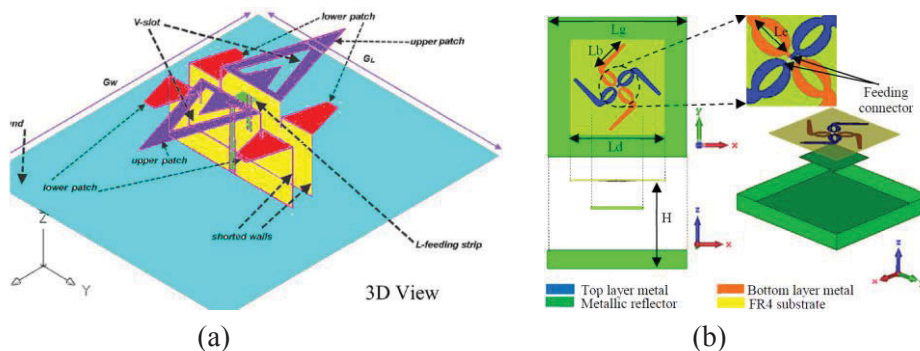 V-slot
lower patch
upper patch
GW
GL
und
upper patch
lower patch
shorted walls
L-feeding strip
Z
Y
3D View
(a)
Lg
Lb
Ld
y
x
H
z
x
Le
Feeding connector
z
y
x
Top layer metal
Bottom layer metal
Metallic reflector
FR4 substrate
(b)